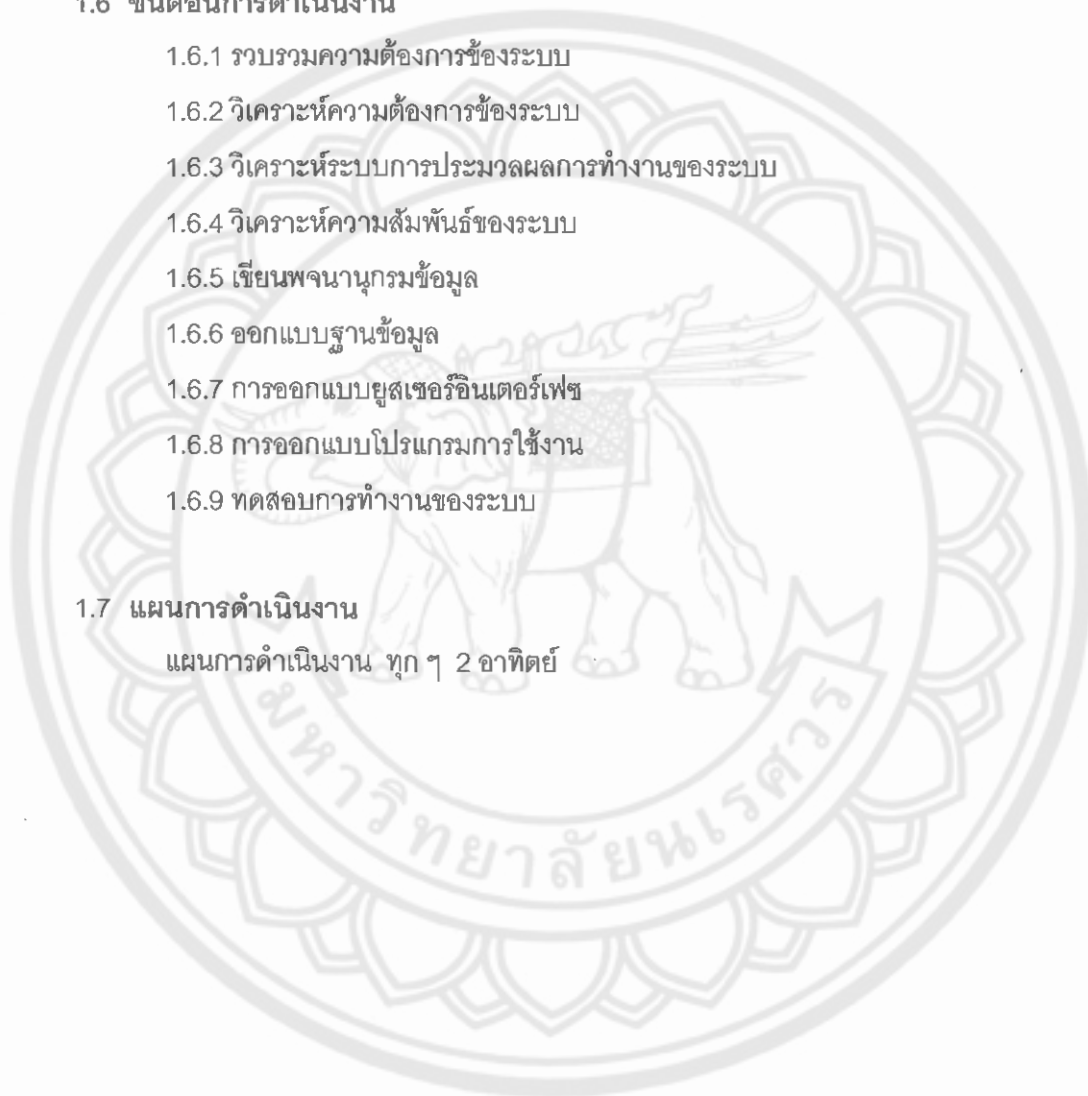 1.6 ขั้นตอนการดำเนินงาน
1.6.1 รวบรวมความต้องการข้องระบบ
1.6.2 วิเคราะห์ความต้องการข้องระบบ
1.6.3 วิเคราะห์ระบบการประมวลผลการทำงานของระบบ
1.6.4 วิเคราะห์ความสัมพันธ์ของระบบ
1.6.5 เขียนพจนานุกรมข้อมูล
1.6.6 ออกแบบฐานข้อมูล
1.6.7 การออกแบบยูสเซอร์อินเตอร์เฟซ
1.6.8 การออกแบบโปรแกรมการใช้งาน
1.6.9 ทดสอบการทำงานของระบบ
1.7 แผนการดำเนินงาน
แผนการดำเนินงาน ทุก ๆ 2 อาทิตย์
มหาวิทยาลัยนเรศวร